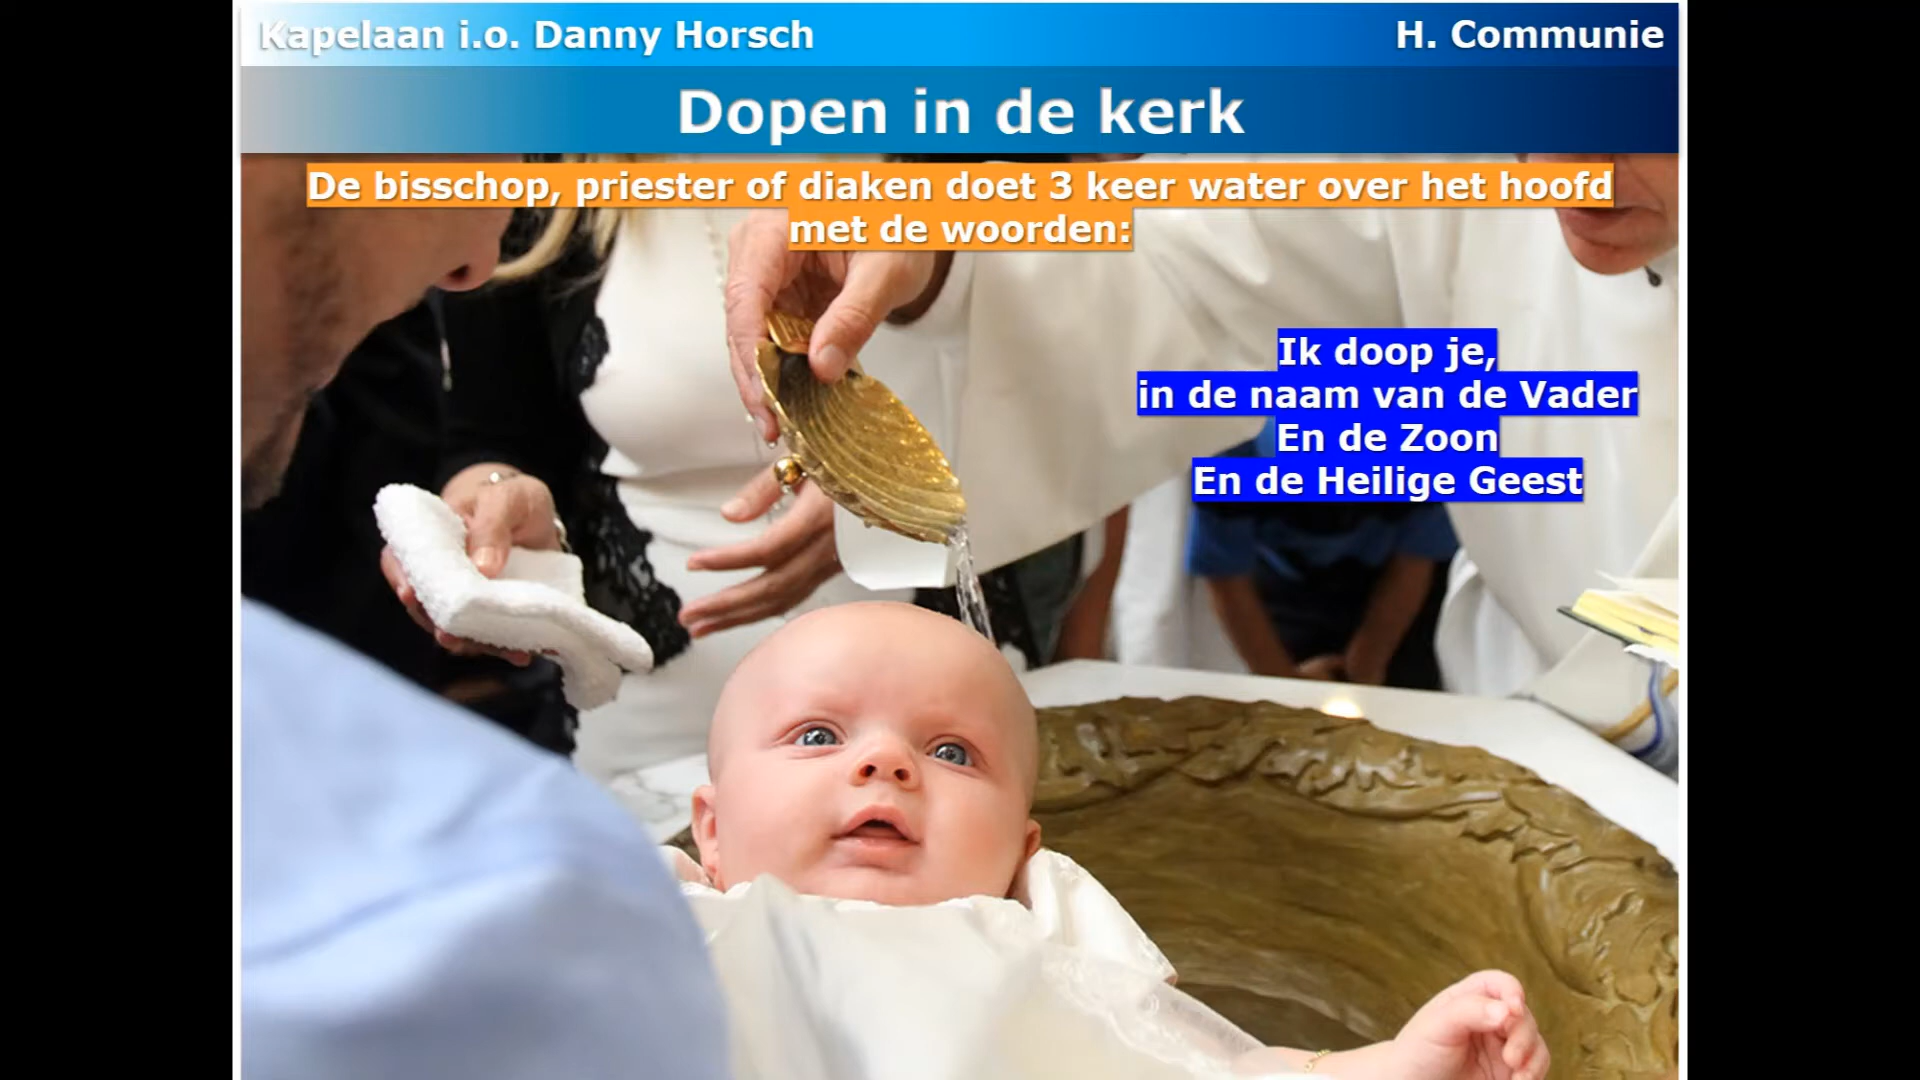 Kapelaan i.o. Danny Horsch
H. Communie
Dopen in de kerk
De bisschop, priester of diaken doet 3 keer water over het hoofd
met de woorden:
Ik doop je,
in de naam van de Vader
En de Zoon
En de Heilige Geest